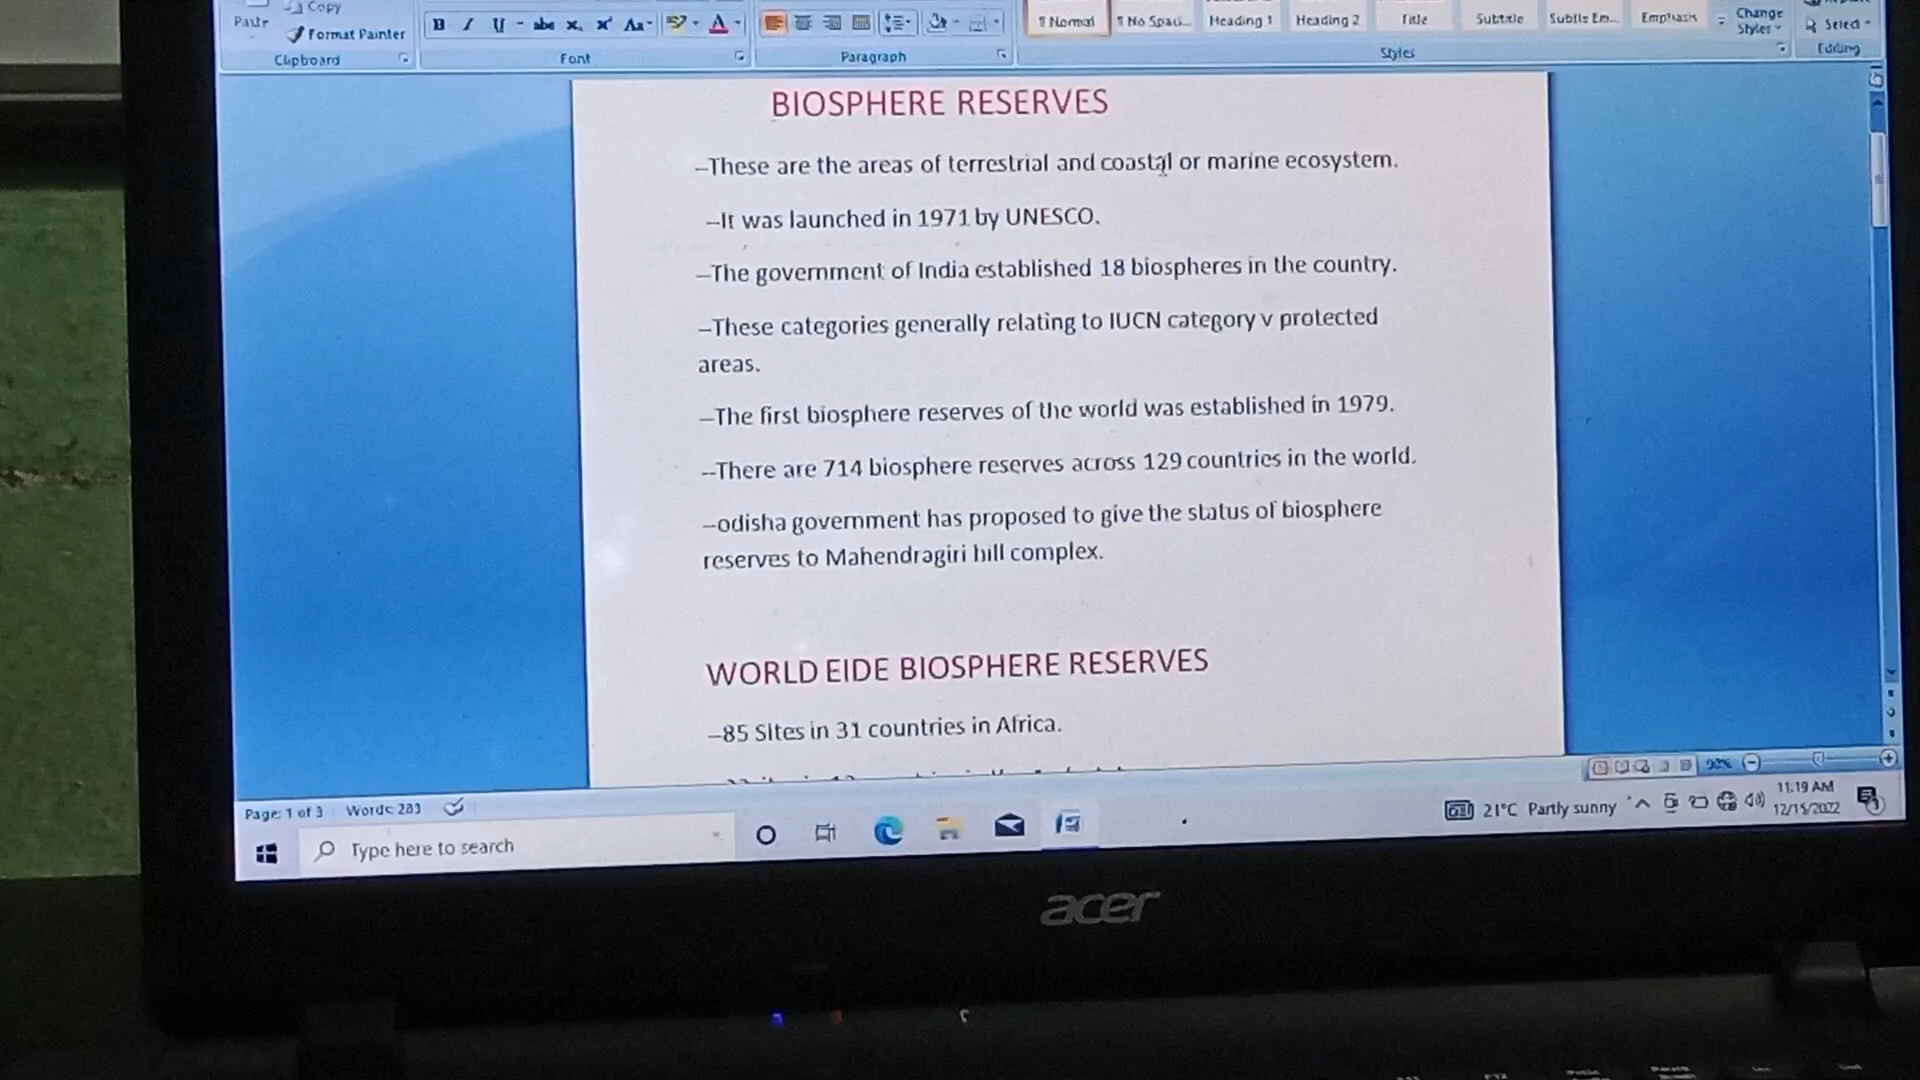 Paste
Copy
Format Painter
Clipboard
B I U abc x, x² Aa A
Font
Paragraph
¶ Normal
¶ No Spaci...
Heading 1
Heading 2
Title
Subtitle
Subtle Em...
Emphasis
Change
Styles
Styles
Select
Editing
BIOSPHERE RESERVES
–These are the areas of terrestrial and coastal or marine ecosystem.
–It was launched in 1971 by UNESCO.
–The government of India established 18 biospheres in the country.
–These categories generally relating to IUCN category v protected
areas.
–The first biosphere reserves of the world was established in 1979.
--There are 714 biosphere reserves across 129 countries in the world.
–odisha government has proposed to give the status of biosphere
reserves to Mahendragiri hill complex.
WORLD EIDE BIOSPHERE RESERVES
–85 Sites in 31 countries in Africa.
Page: 1 of 3
Words: 283
90%
Type here to search
21°C Partly sunny
11:19 AM
12/15/2022
acer